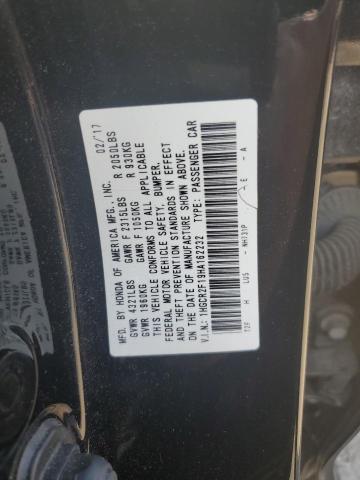 MFD. BY HONDA OF AMERICA MFG., INC. 02/17
GVWR 4321LBS GAWR F 2315LBS R 2050LBS
GVWR 1960KG GAWR F 1050KG R 930KG
THIS VEHICLE CONFORMS TO ALL APPLICABLE
FEDERAL MOTOR VEHICLE SAFETY, BUMPER,
AND THEFT PREVENTION STANDARDS IN EFFECT
ON THE DATE OF MANUFACTURE SHOWN ABOVE.
V.I.N.: 1HGCR2F19HA162232 TYPE: PASSENGER CAR
T2F H LU5 - NH731P E - A